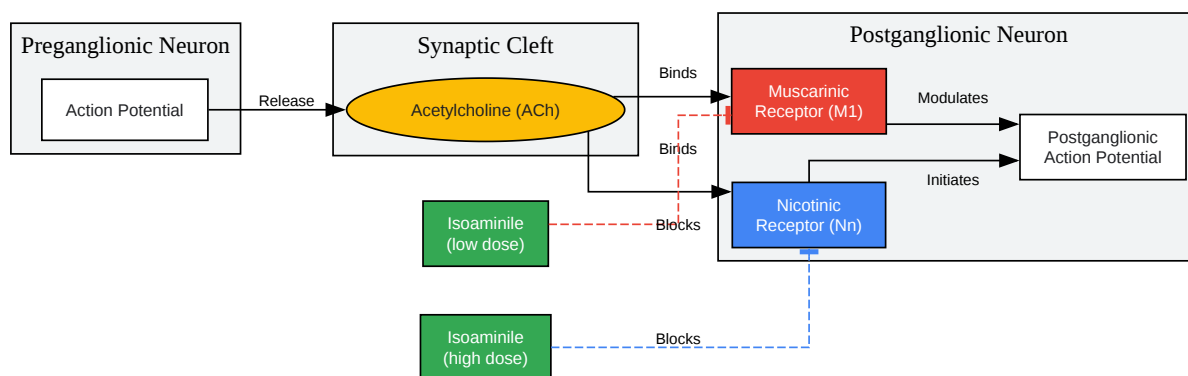 Preganglionic Neuron
Action Potential
Release
Synaptic Cleft
Acetylcholine (ACh)
Binds
Binds
Postganglionic Neuron
Muscarinic
Receptor (M1)
Modulates
Postganglionic
Action Potential
Nicotinic
Receptor (Nn)
Initiates
Isoaminile
(low dose)
Blocks
Isoaminile
(high dose)
Blocks